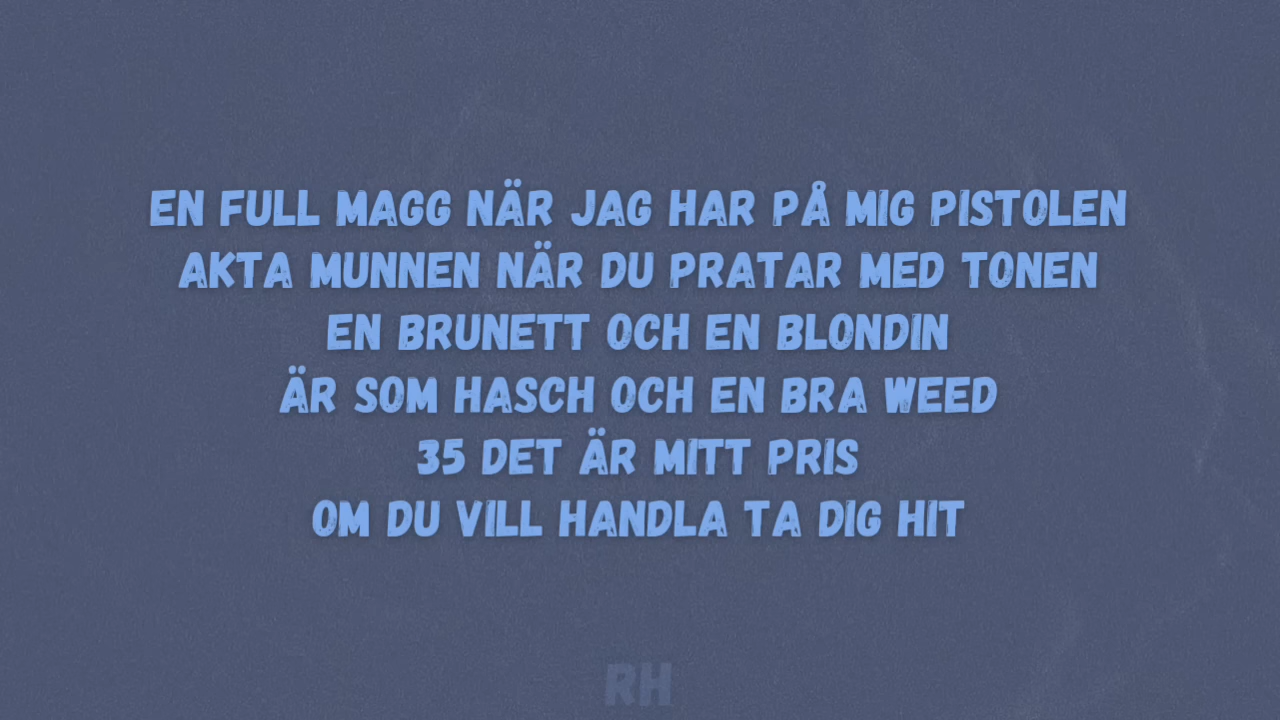 EN FULL MAGG NÄR JAG HAR PÅ MIG PISTOLEN
AKTA MUNNEN NÄR DU PRATAR MED TONEN
EN BRUNETT OCH EN BLONDIN
ÄR SOM HASCH OCH EN BRA WEED
35 DET ÄR MITT PRIS
OM DU VILL HANDLA TA DIG HIT
RH